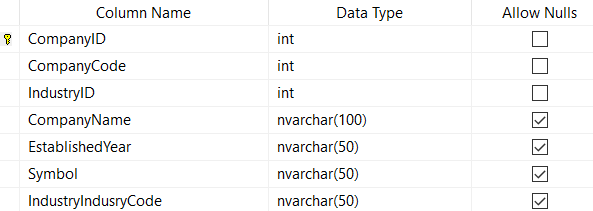 Column Name Data Type Allow Nulls
CompanyID int
CompanyCode int
IndustryID int
CompanyName nvarchar(100)
EstablishedYear nvarchar(50)
Symbol nvarchar(50)
IndustryIndusryCode nvarchar(50)